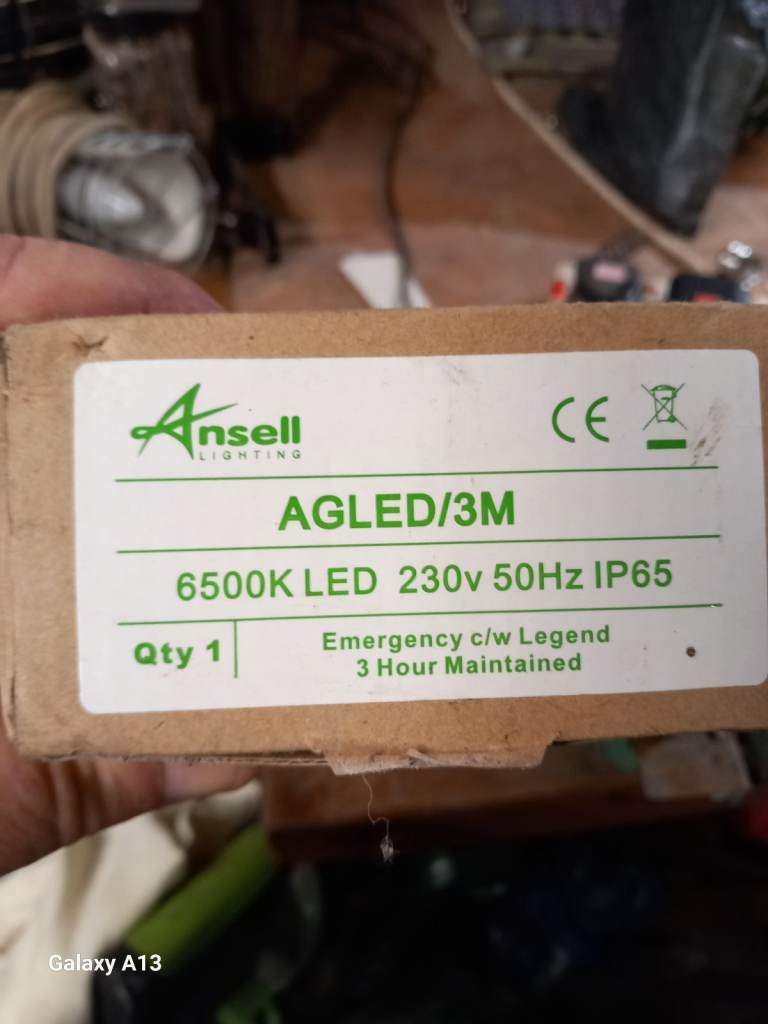 Ansell
LIGHTING
CE
AGLED/3M
6500K LED 230v 50Hz IP65
Qty 1
Emergency c/w Legend
3 Hour Maintained
Galaxy A13